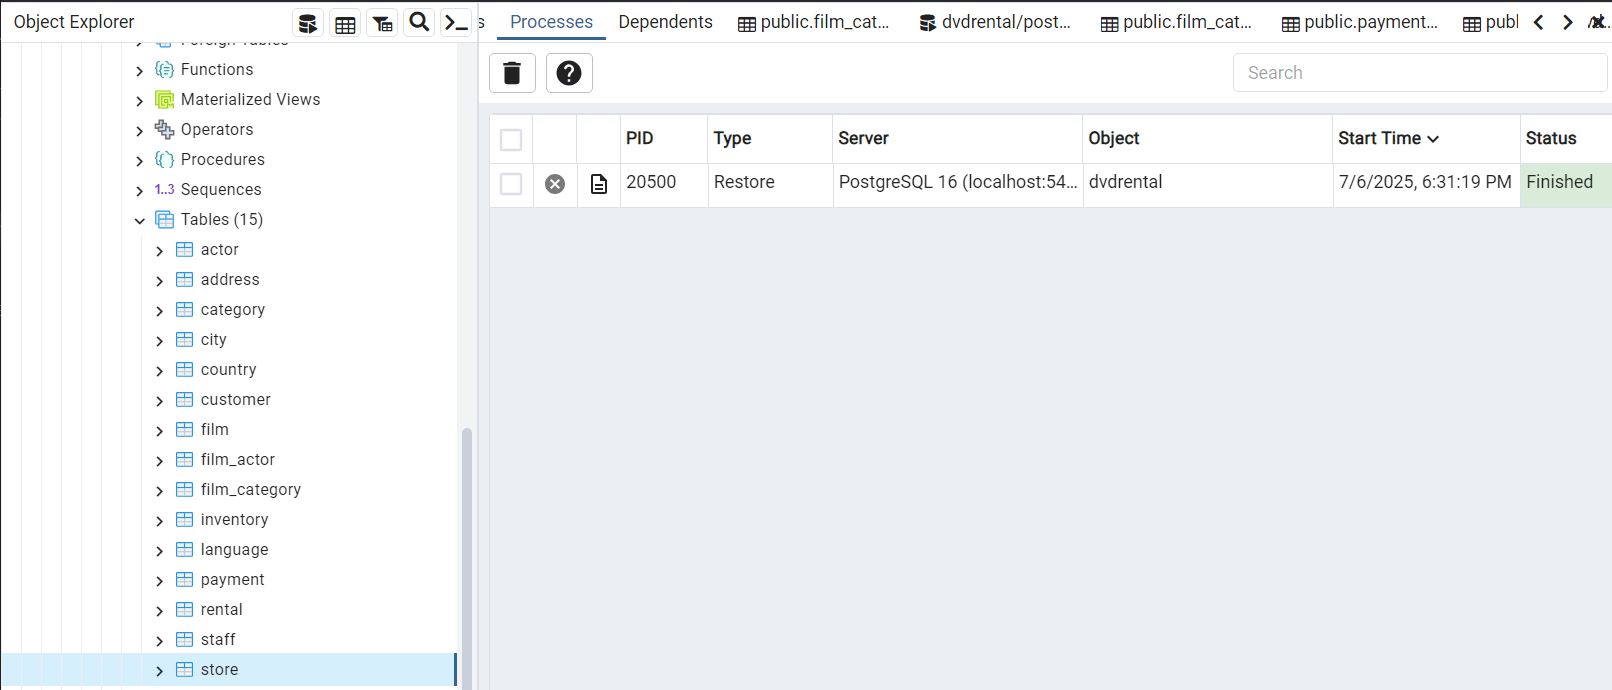 Object Explorer
Processes
Dependents
public.film_cat...
dvdrental/post...
public.film_cat...
public.payment...
publ
Functions
Materialized Views
Operators
Procedures
1..3 Sequences
Tables (15)
actor
address
category
city
country
customer
film
film_actor
film_category
inventory
language
payment
rental
staff
store
Search
PID Type Server Object Start Time Status
20500 Restore PostgreSQL 16 (localhost:54... dvdrental 7/6/2025, 6:31:19 PM Finished